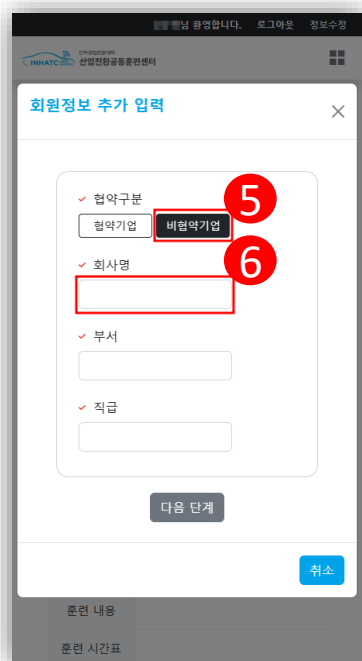 님 환영합니다. 로그아웃 정보수정
INHATC 산업전환공동훈련센터
회원정보 추가 입력
협약구분
5
협약기업 비협약기업
회사명
6
부서
직급
다음 단계
취소
훈련 내용
훈련 시간표